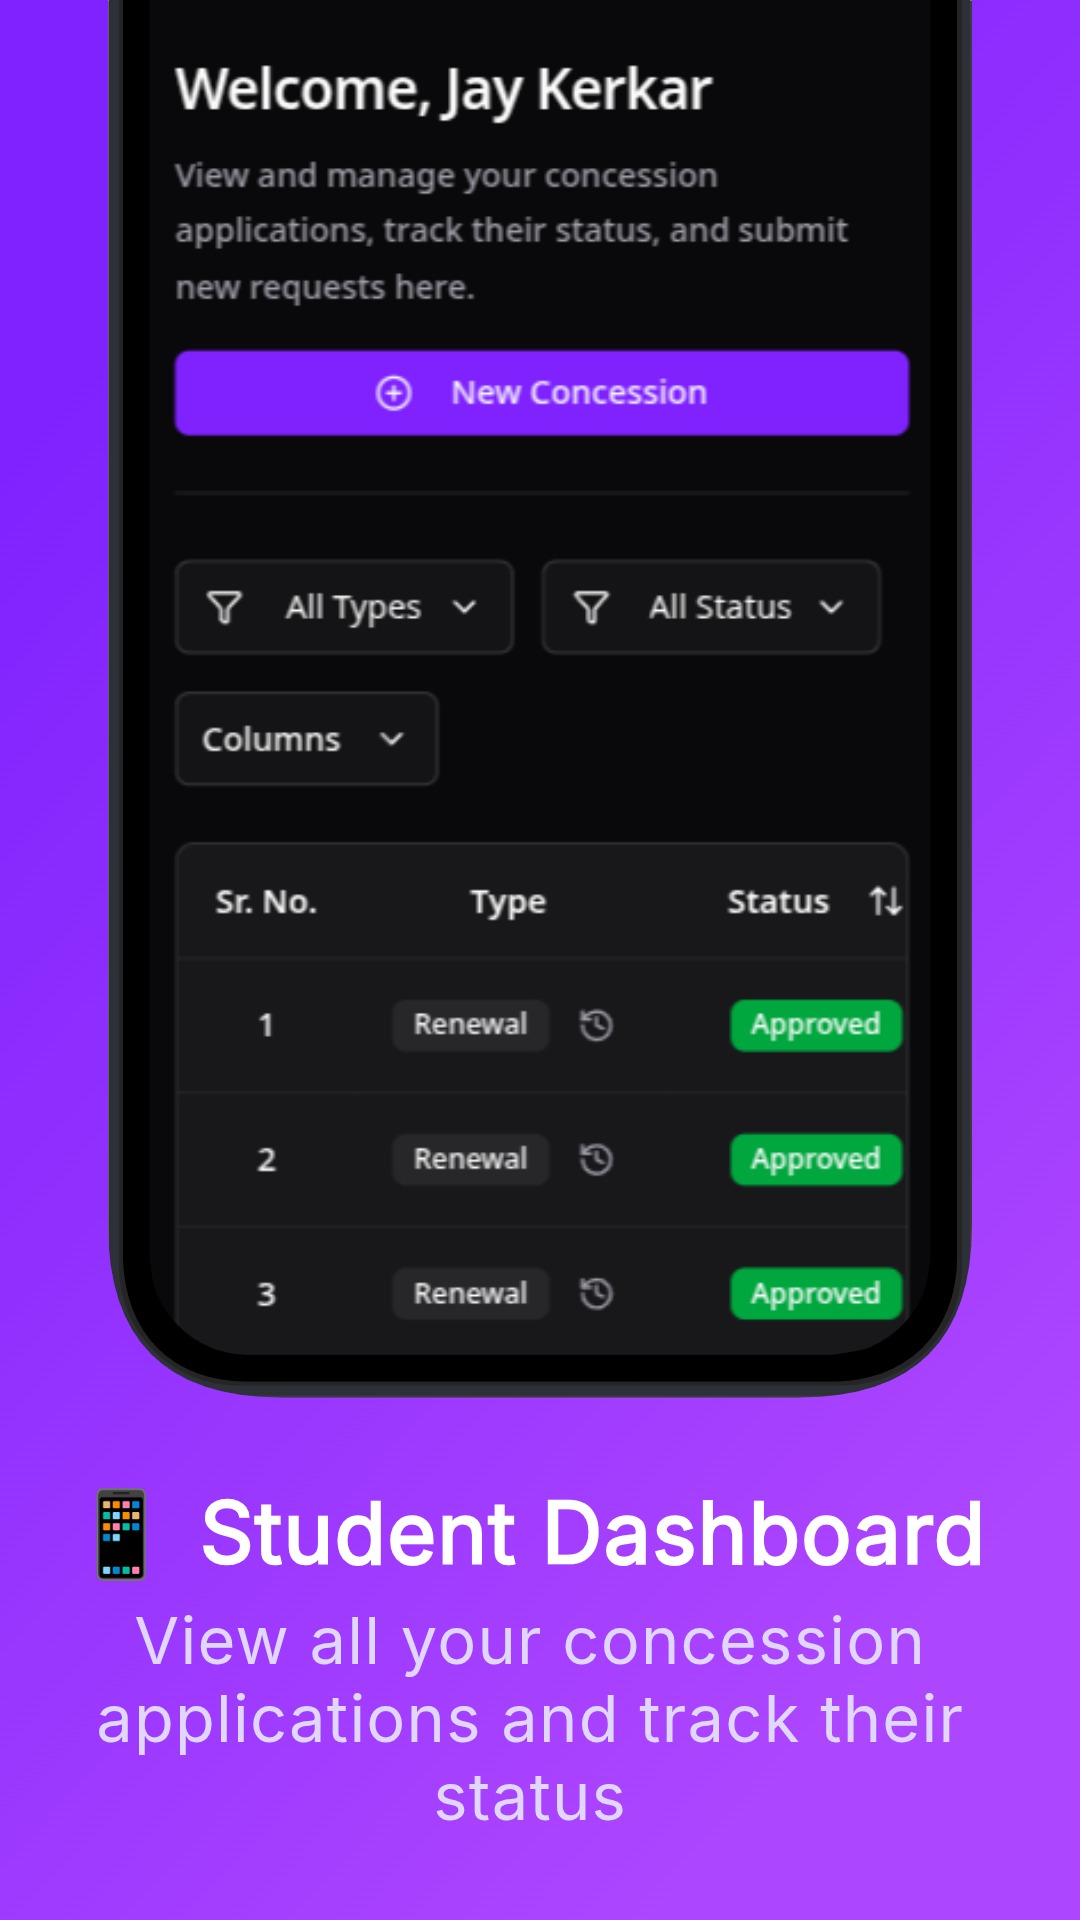 Welcome, Jay Kerkar
View and manage your concession
applications, track their status, and submit
new requests here.
New Concession
All Types
All Status
Columns
Sr. No. Type Status
1 Renewal Approved
2 Renewal Approved
3 Renewal Approved
Student Dashboard
View all your concession
applications and track their
status